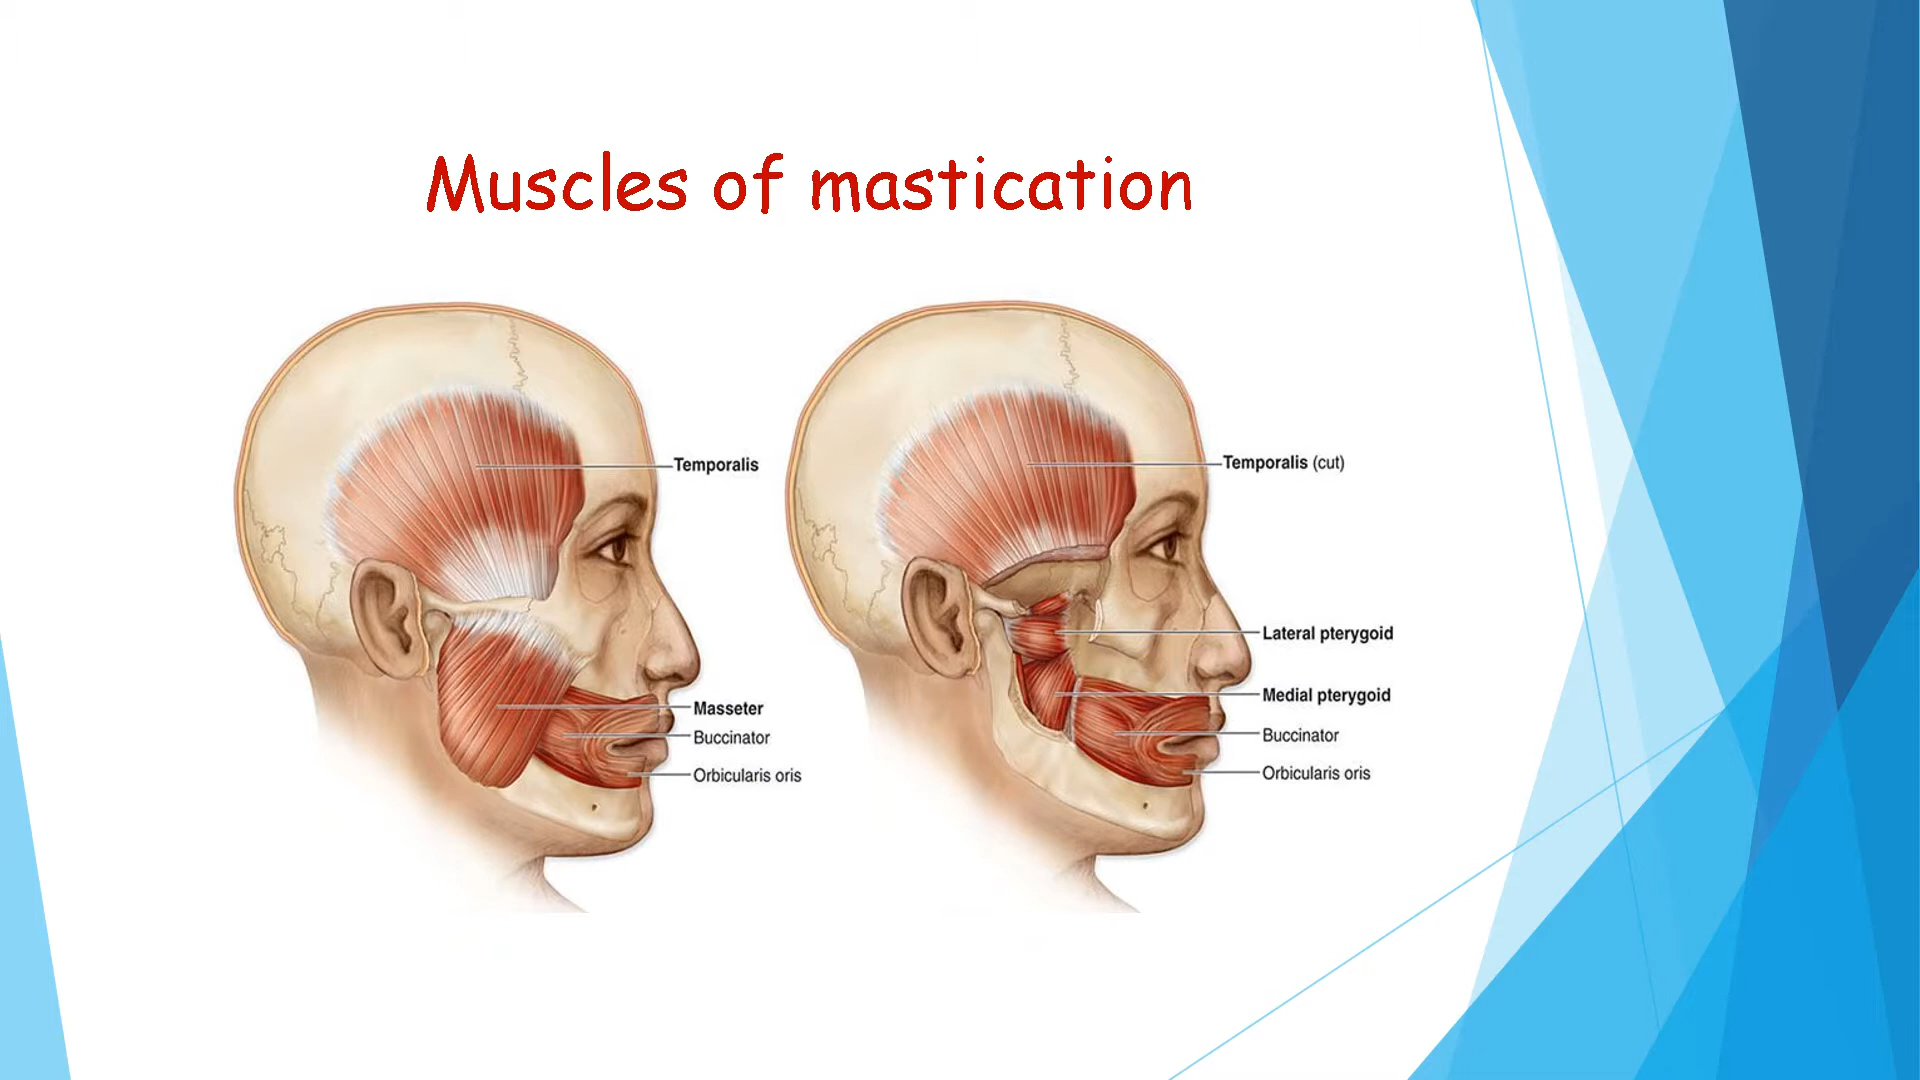 Muscles of mastication
Temporalis
Masseter
Buccinator
Orbicularis oris
Temporalis (cut)
Lateral pterygoid
Medial pterygoid
Buccinator
Orbicularis oris